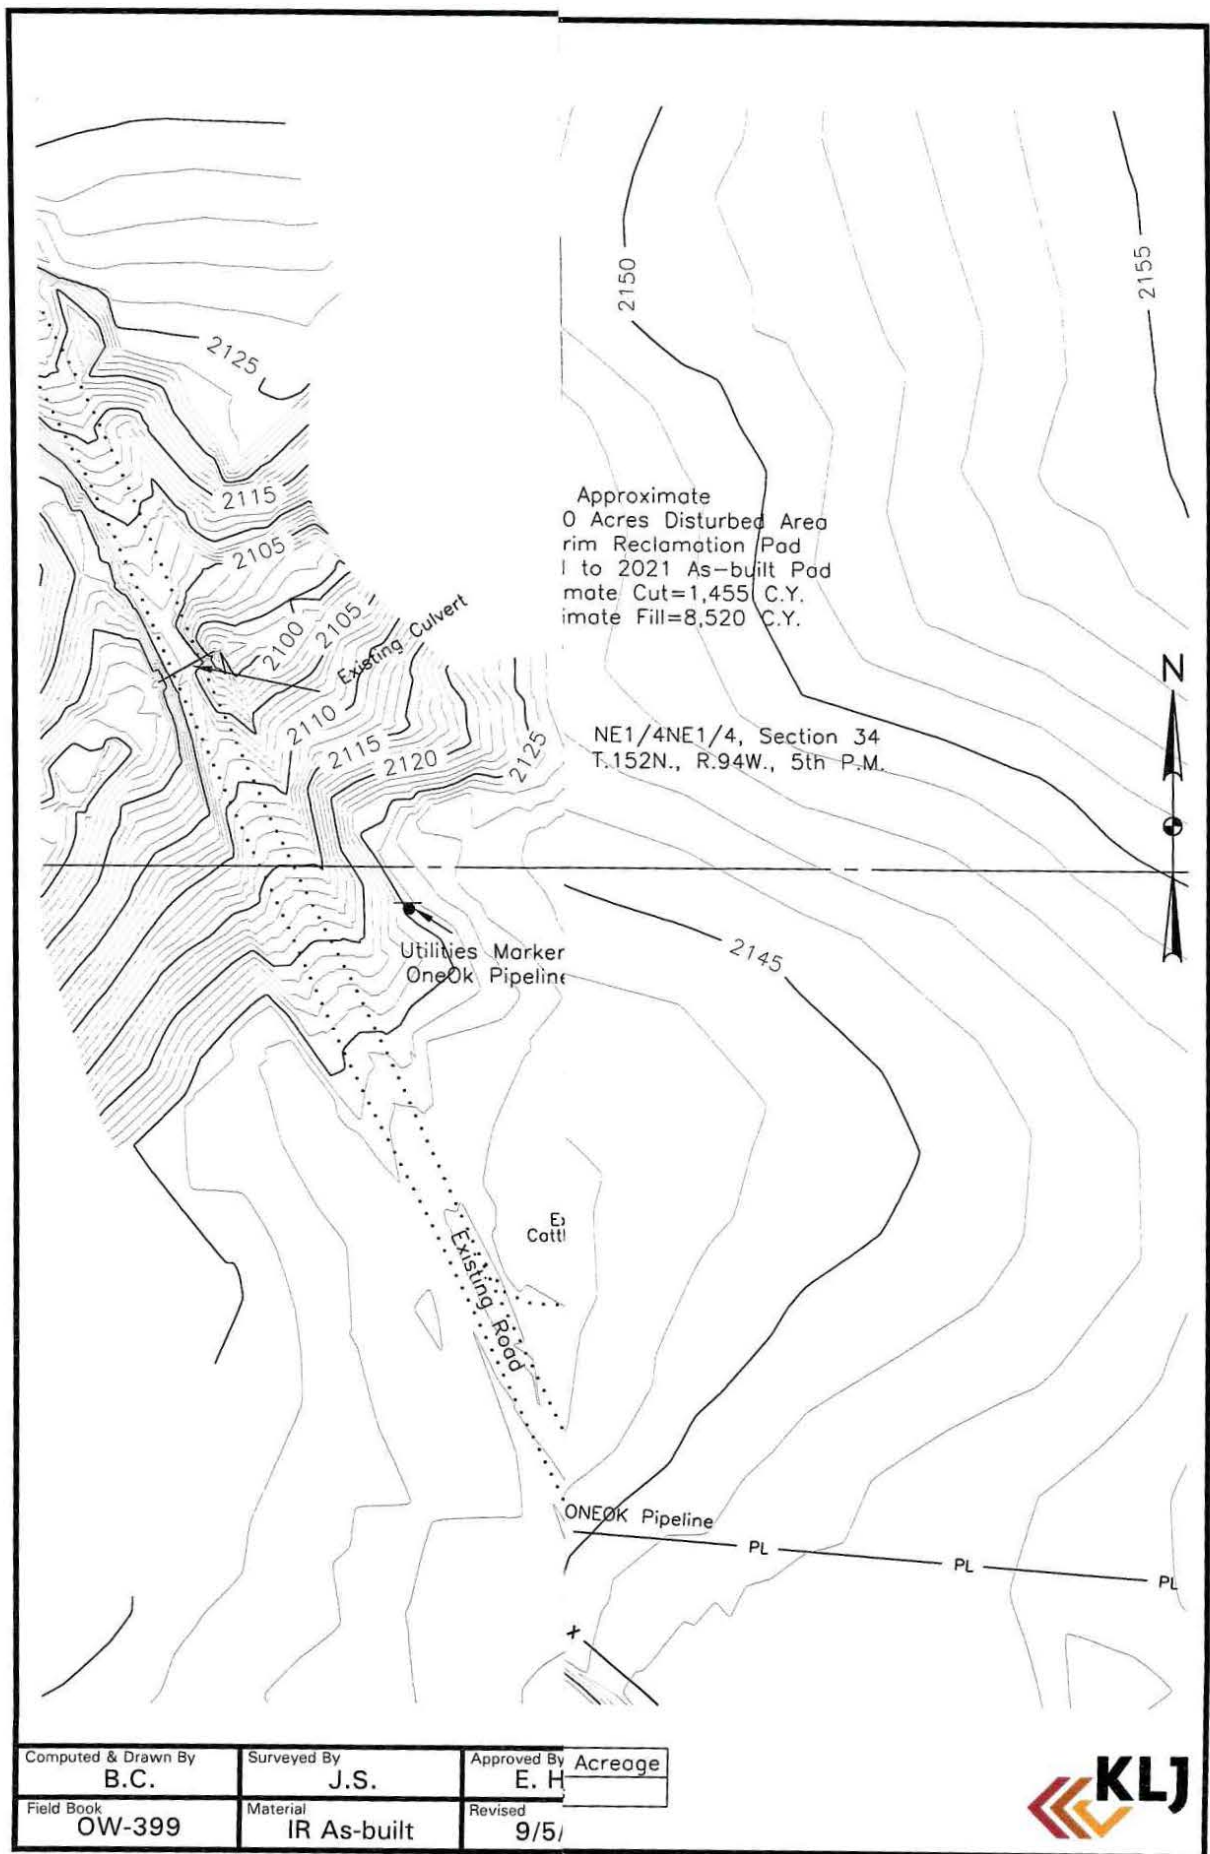 2150
2155
2125
2115
2105
2100
2105
Existing Culvert
2110
2115
2120
2125
Approximate
0 Acres Disturbed Area
rim Reclamation Pad
l to 2021 As-built Pad
mate Cut=1,455 C.Y.
imate Fill=8,520 C.Y.
N
NE1/4NE1/4, Section 34
T.152N., R.94W., 5th P.M.
2145
Utilities Marker
OneOk Pipeline
Ex
Cattl
Existing Road
ONEOK Pipeline
PL PL PL
x
Computed & Drawn By
B.C.
Surveyed By
J.S.
Approved By
E. H
Acreage
Field Book
OW-399
Material
IR As-built
Revised
9/5/
KLJ